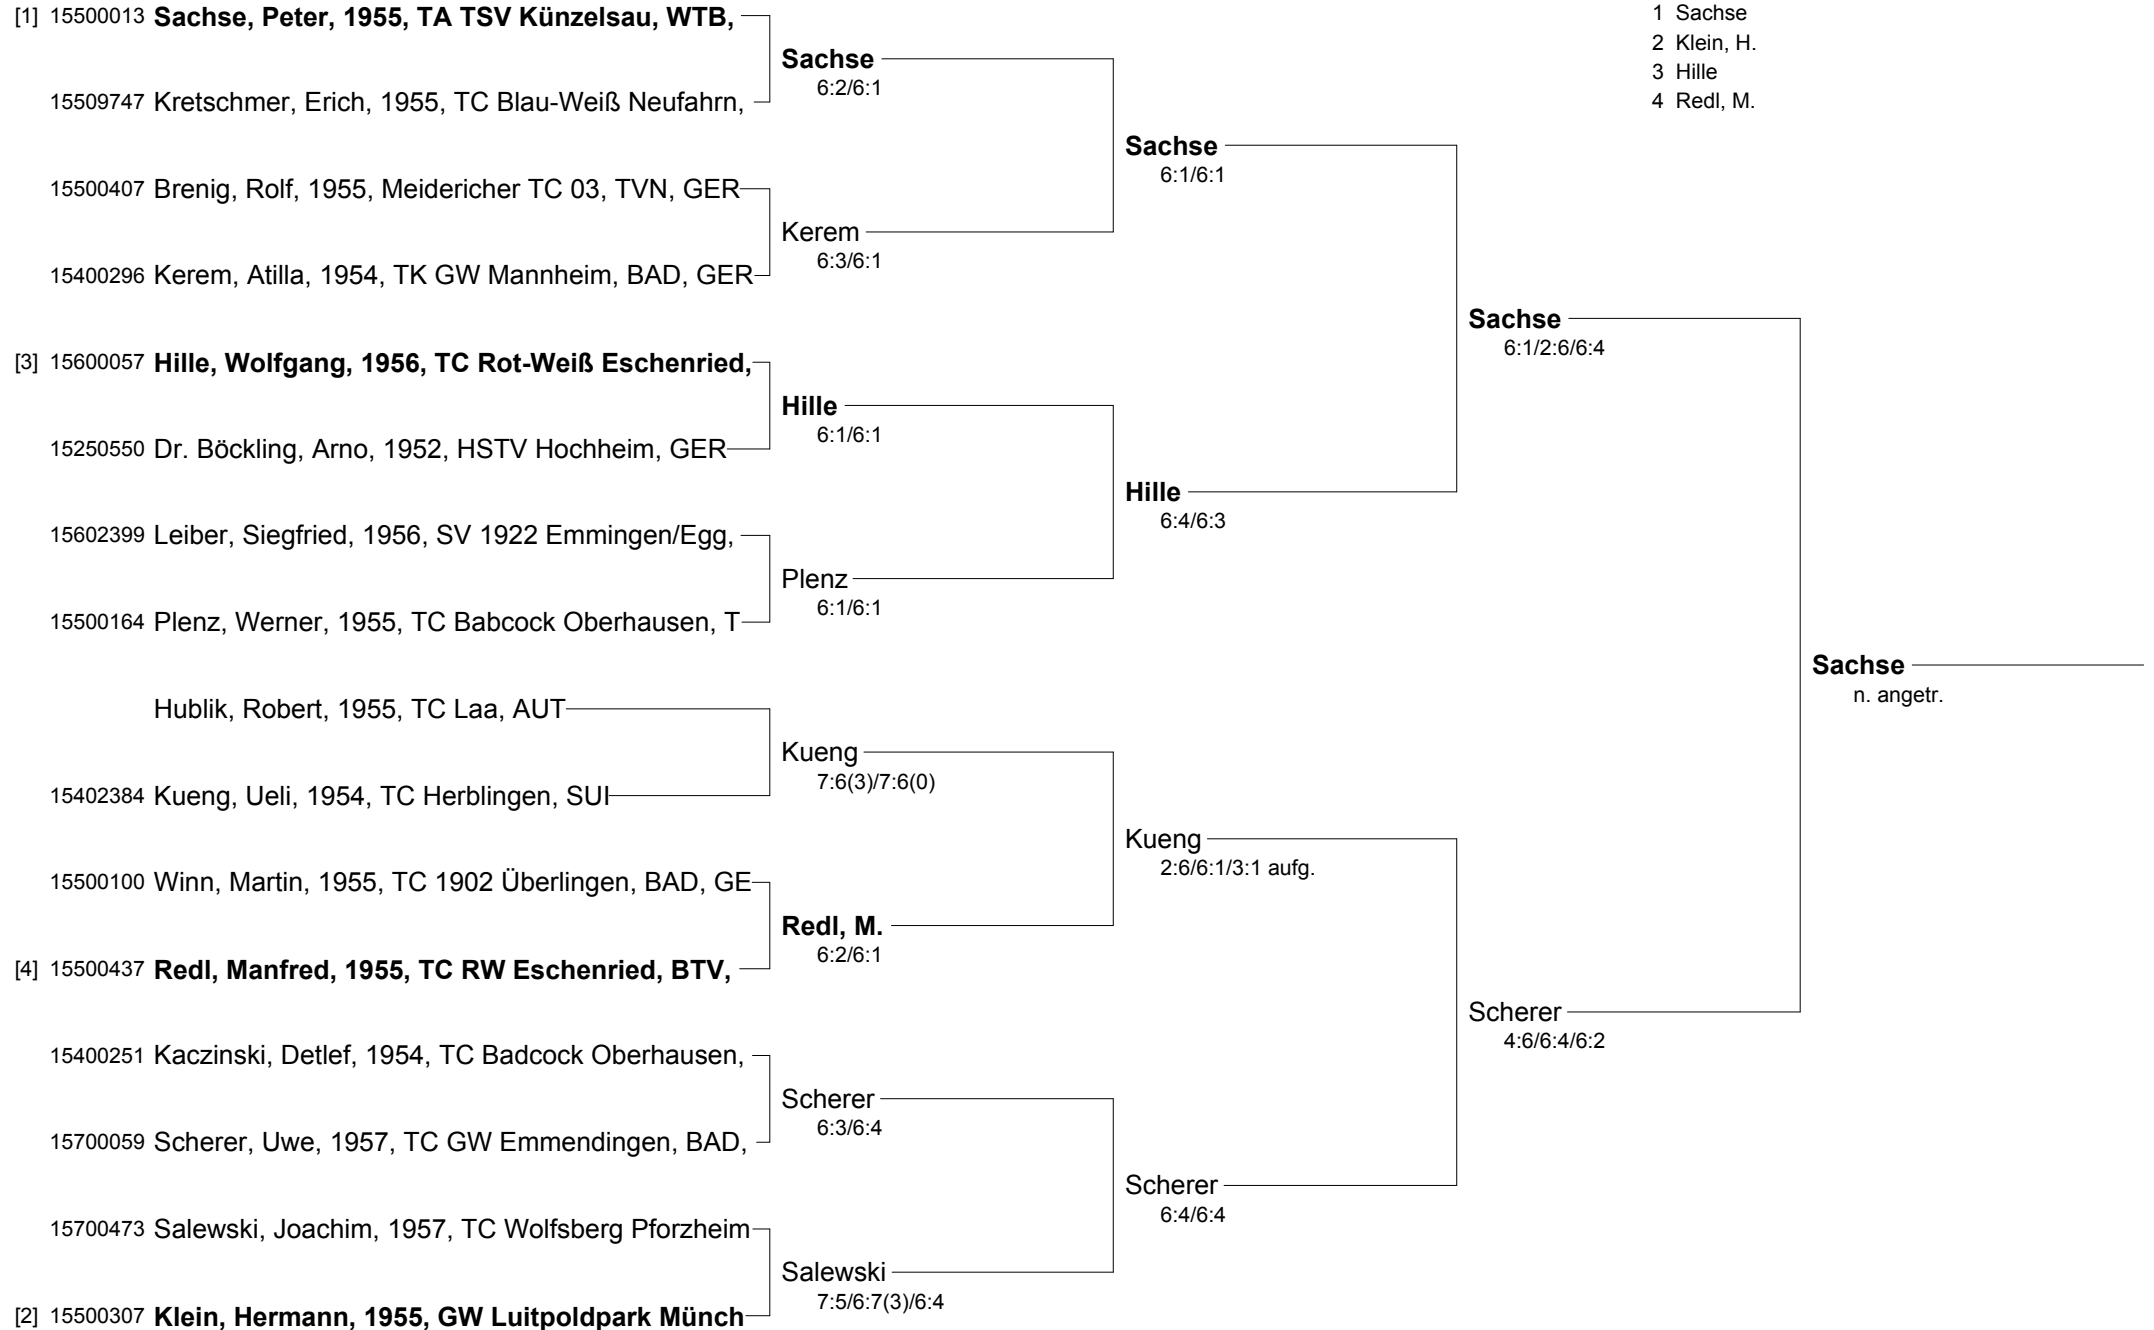 [1] 15500013 Sachse, Peter, 1955, TA TSV Künzelsau, WTB,
1 Sachse
2 Klein, H.
3 Hille
4 Redl, M.
Sachse
6:2/6:1
15509747 Kretschmer, Erich, 1955, TC Blau-Weiß Neufahrn,
Sachse
6:1/6:1
15500407 Brenig, Rolf, 1955, Meidericher TC 03, TVN, GER
Kerem
6:3/6:1
15400296 Kerem, Atilla, 1954, TK GW Mannheim, BAD, GER
Sachse
6:1/2:6/6:4
[3] 15600057 Hille, Wolfgang, 1956, TC Rot-Weiß Eschenried,
Hille
6:1/6:1
15250550 Dr. Böckling, Arno, 1952, HSTV Hochheim, GER
Hille
6:4/6:3
15602399 Leiber, Siegfried, 1956, SV 1922 Emmingen/Egg,
Plenz
6:1/6:1
15500164 Plenz, Werner, 1955, TC Babcock Oberhausen, T
Sachse
n. angetr.
Hublik, Robert, 1955, TC Laa, AUT
Kueng
7:6(3)/7:6(0)
15402384 Kueng, Ueli, 1954, TC Herblingen, SUI
Kueng
2:6/6:1/3:1 aufg.
15500100 Winn, Martin, 1955, TC 1902 Überlingen, BAD, GE
Redl, M.
6:2/6:1
[4] 15500437 Redl, Manfred, 1955, TC RW Eschenried, BTV,
Scherer
4:6/6:4/6:2
15400251 Kaczinski, Detlef, 1954, TC Badcock Oberhausen,
Scherer
6:3/6:4
15700059 Scherer, Uwe, 1957, TC GW Emmendingen, BAD,
Scherer
6:4/6:4
15700473 Salewski, Joachim, 1957, TC Wolfsberg Pforzheim
Salewski
7:5/6:7(3)/6:4
[2] 15500307 Klein, Hermann, 1955, GW Luitpoldpark Münch